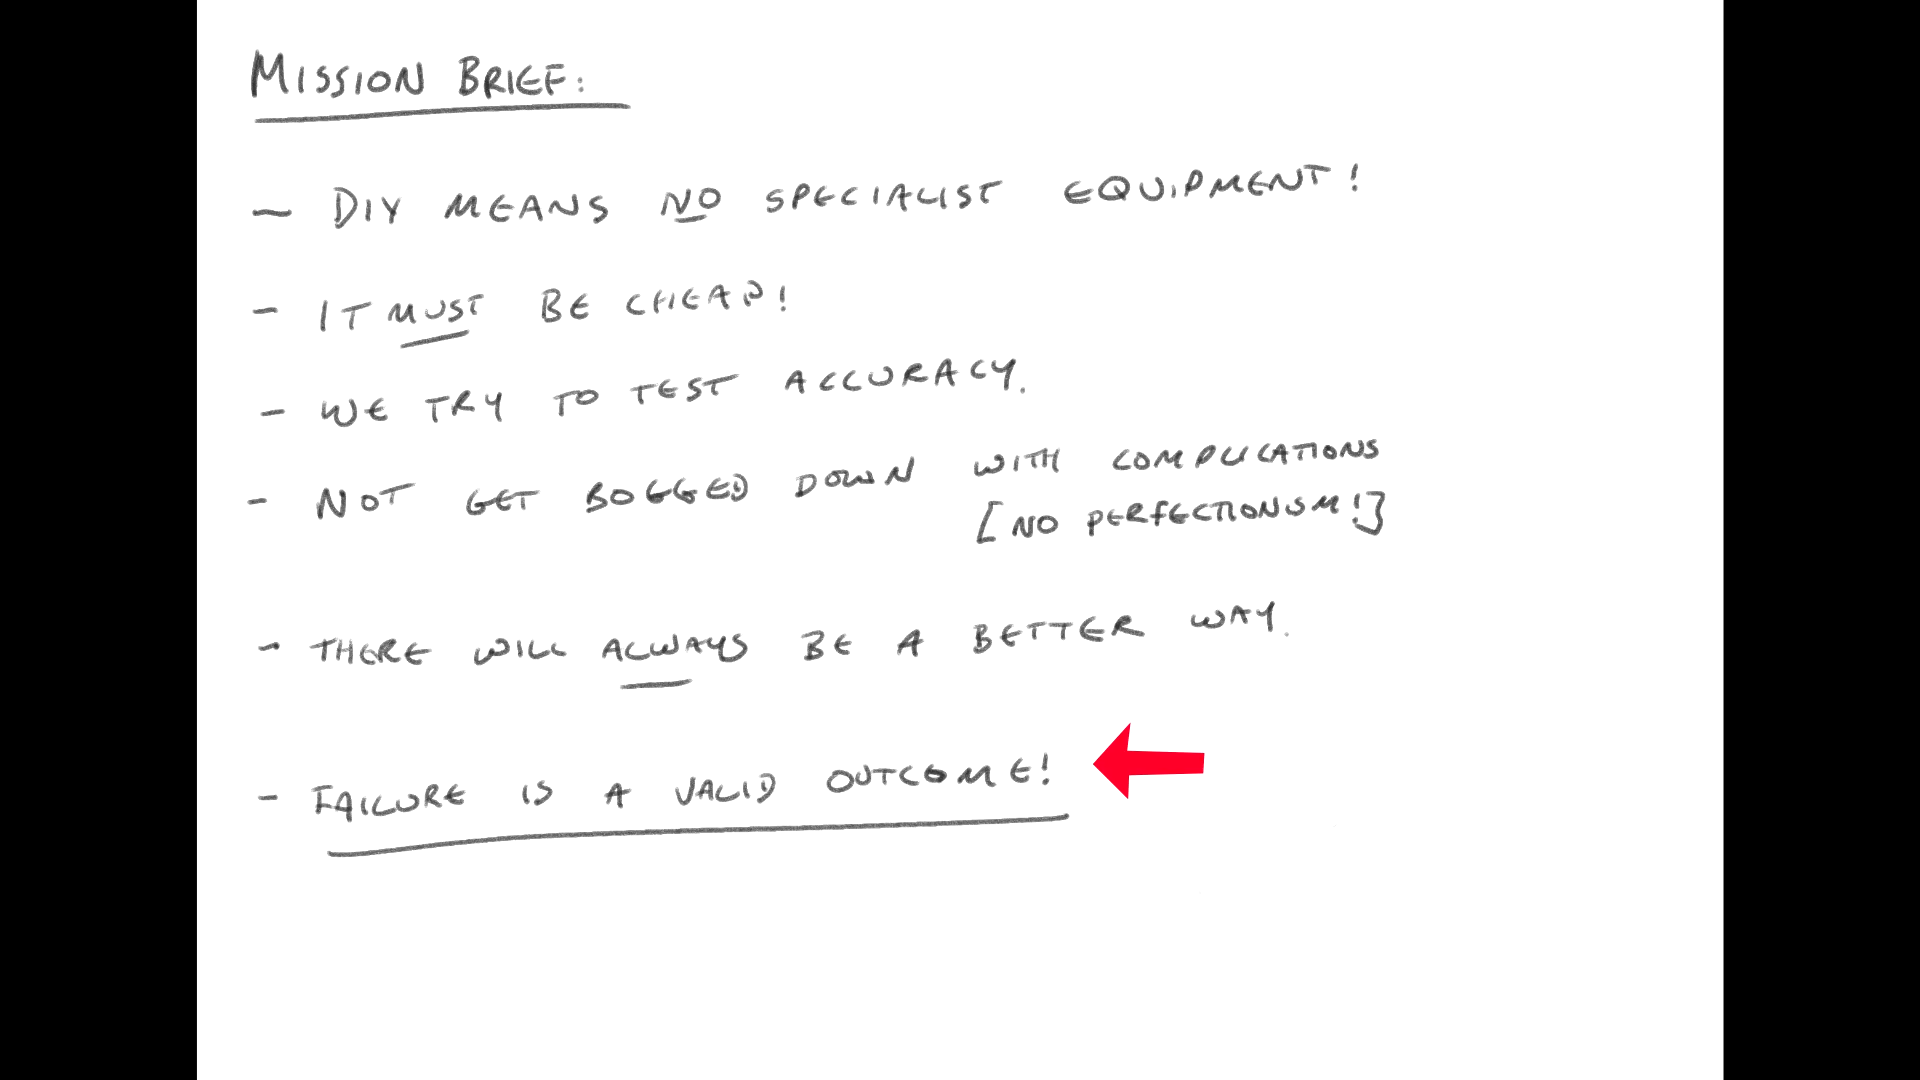 MISSION BRIEF:
- DIY MEANS NO SPECIALIST EQUIPMENT!
- IT MUST BE CHEAP!
- WE TRY TO TEST ACCURACY.
- NOT GET BOGGED DOWN WITH COMPLICATIONS
[NO PERFECTIONISM!]
- THERE WILL ALWAYS BE A BETTER WAY.
- FAILURE IS A VALID OUTCOME!